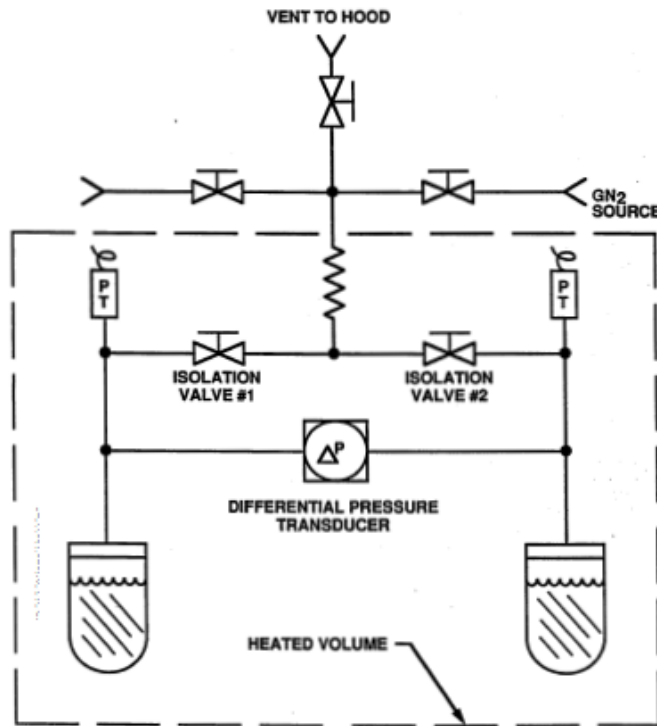 VENT TO HOOD
GN2
SOURCE
P
T
P
T
ISOLATION
VALVE #1
ISOLATION
VALVE #2
ΔP
DIFFERENTIAL PRESSURE
TRANSDUCER
HEATED VOLUME